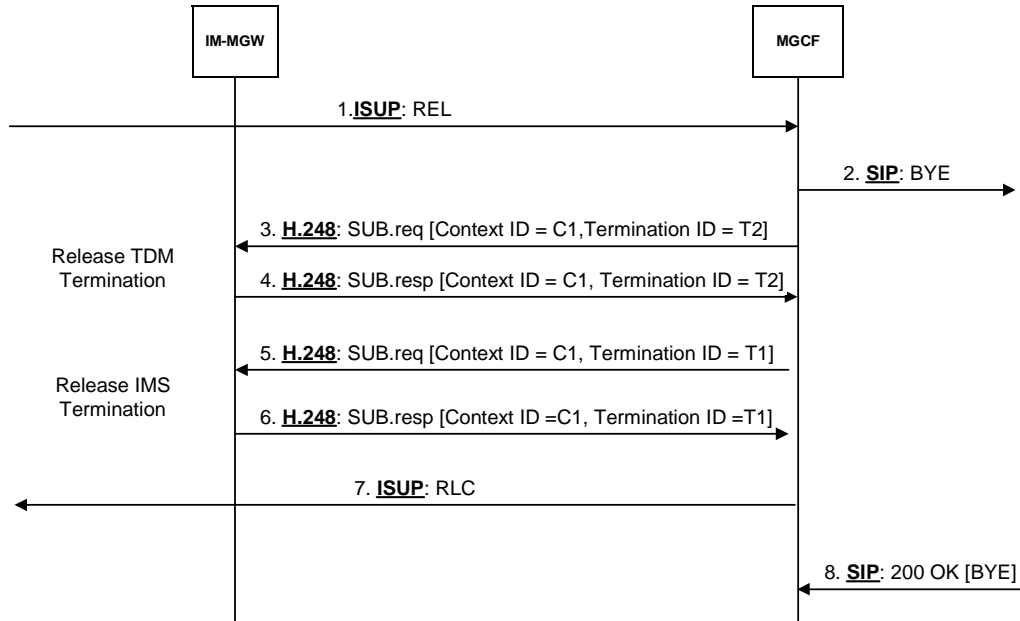 IM-MGW
MGCF
1.ISUP: REL
2. SIP: BYE
3. H.248: SUB.req [Context ID = C1,Termination ID = T2]
Release TDM
Termination
4. H.248: SUB.resp [Context ID = C1, Termination ID = T2]
5. H.248: SUB.req [Context ID = C1, Termination ID = T1]
Release IMS
Termination
6. H.248: SUB.resp [Context ID =C1, Termination ID =T1]
7. ISUP: RLC
8. SIP: 200 OK [BYE]